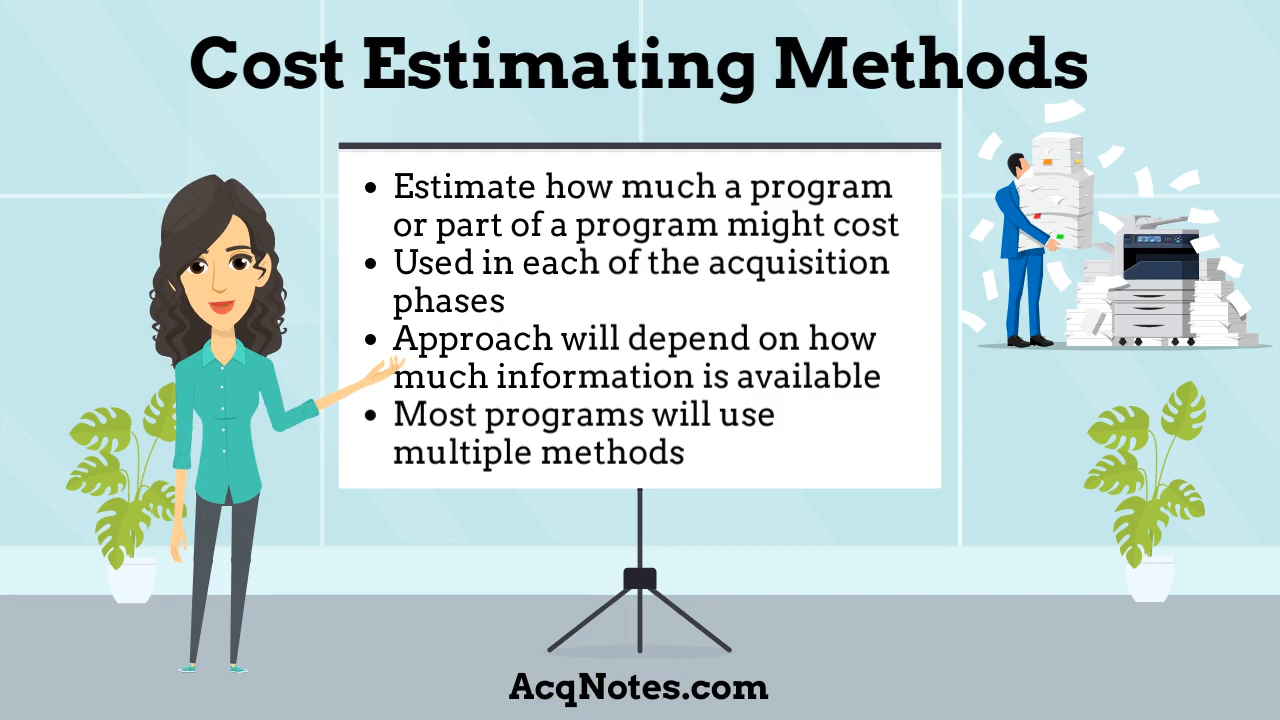 Cost Estimating Methods
• Estimate how much a program
or part of a program might cost
• Used in each of the acquisition
phases
• Approach will depend on how
much information is available
• Most programs will use
multiple methods
AcqNotes.com